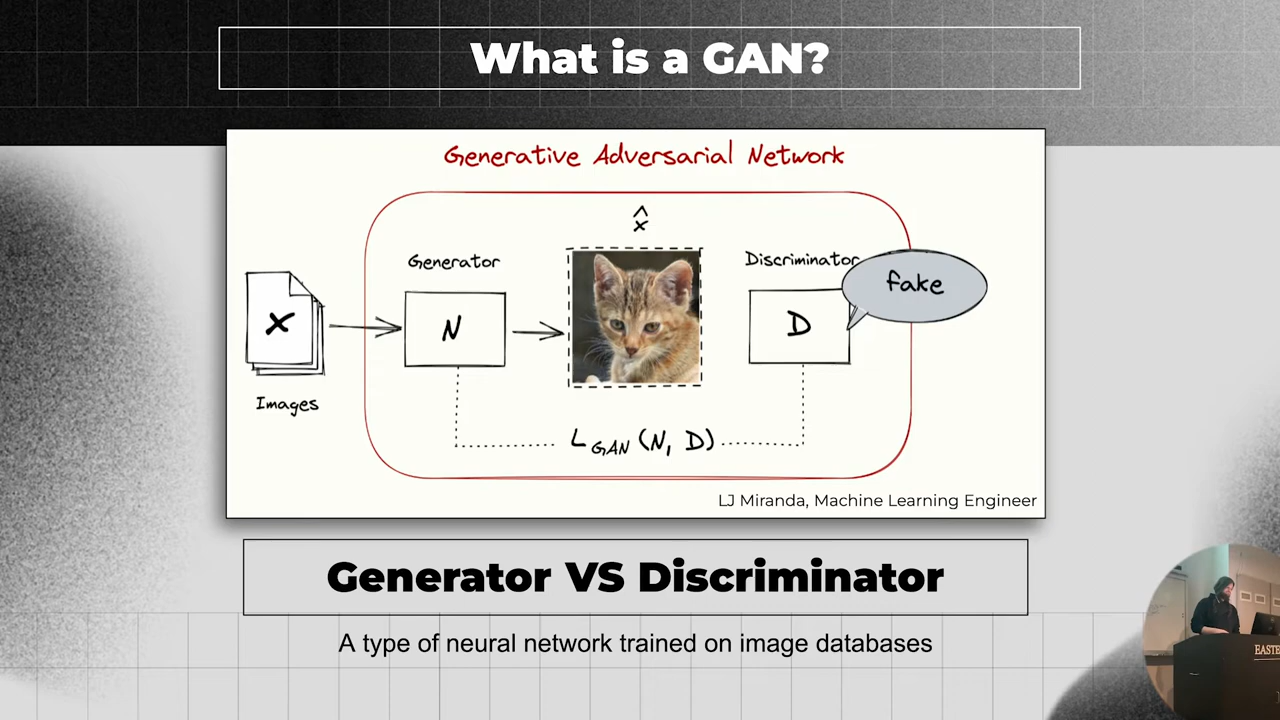 What is a GAN?
Generative Adversarial Network
x̂
Generator
Discriminator
fake
X
N
D
Images
L GAN (N, D)
LJ Miranda, Machine Learning Engineer
Generator VS Discriminator
A type of neural network trained on image databases
EASTE